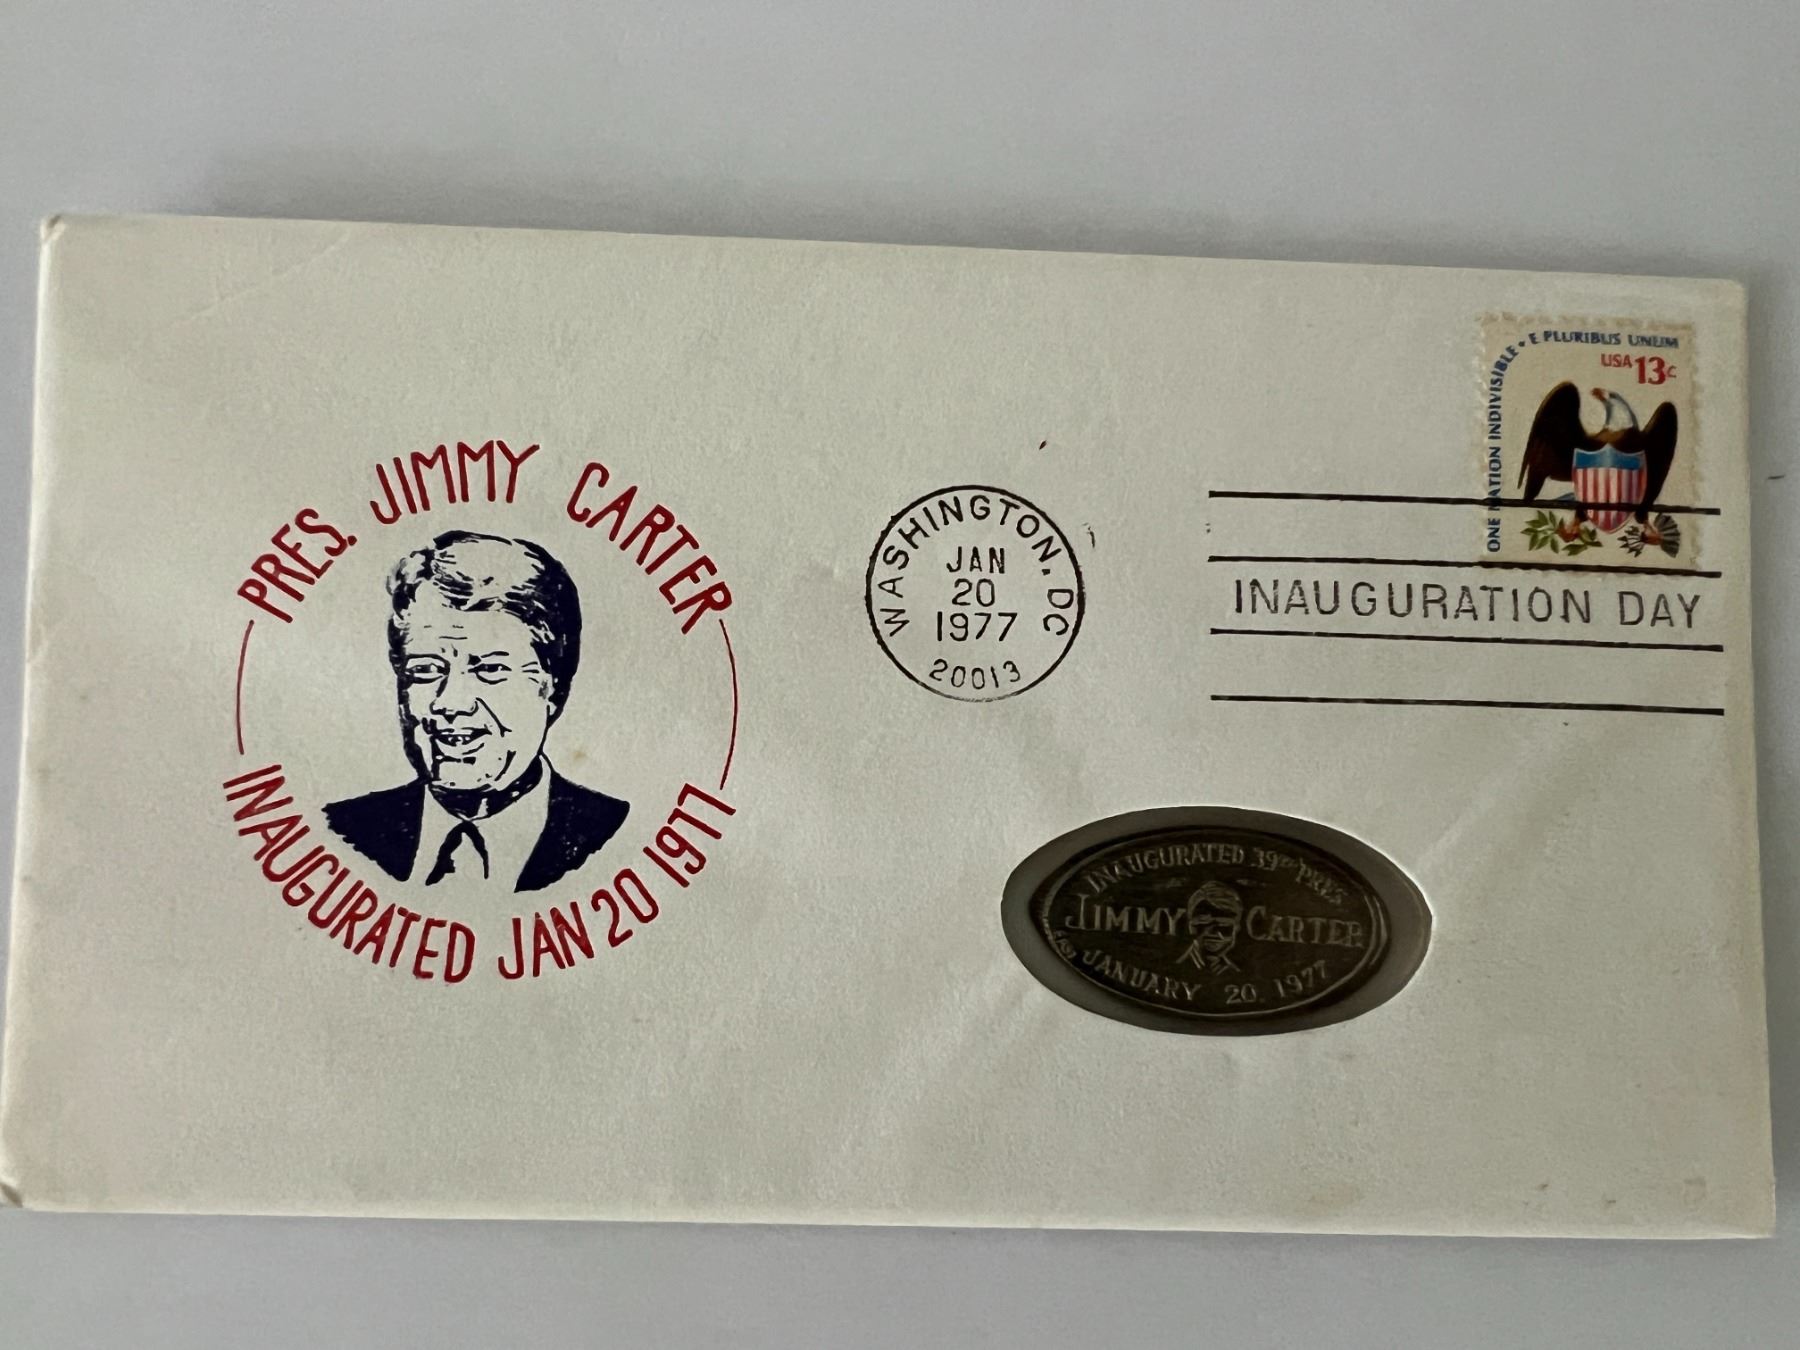 PRES. JIMMY CARTER
INAUGURATED JAN 20 1977
WASHINGTON, DC
JAN
20
1977
20013
ONE NATION INDIVISIBLE • E PLURIBUS UNUM
USA 13c
INAUGURATION DAY
INAUGURATED 39TH PRES
JIMMY CARTER
JANUARY 20, 1977